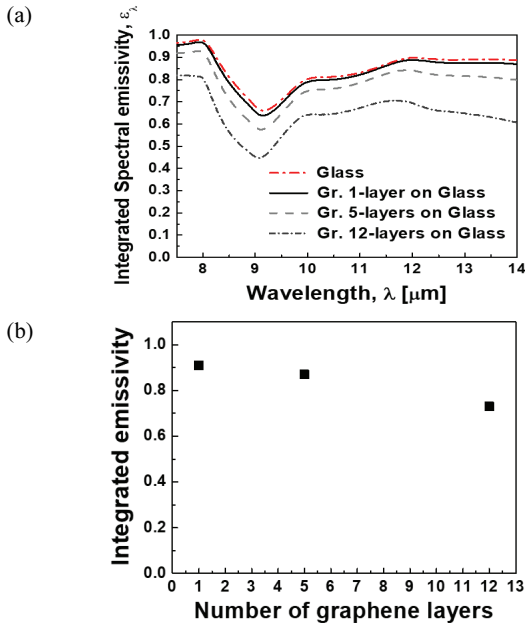 (a)
Integrated Spectral emissivity, ελ
1.0
0.9
0.8
0.7
0.6
0.5
0.4
0.3
0.2
0.1
0.0
Glass
Gr. 1-layer on Glass
Gr. 5-layers on Glass
Gr. 12-layers on Glass
8 9 10 11 12 13 14
Wavelength, λ [μm]
(b)
Integrated emissivity
1.0
0.8
0.6
0.4
0.2
0.0
0 1 2 3 4 5 6 7 8 9 10 11 12 13
Number of graphene layers